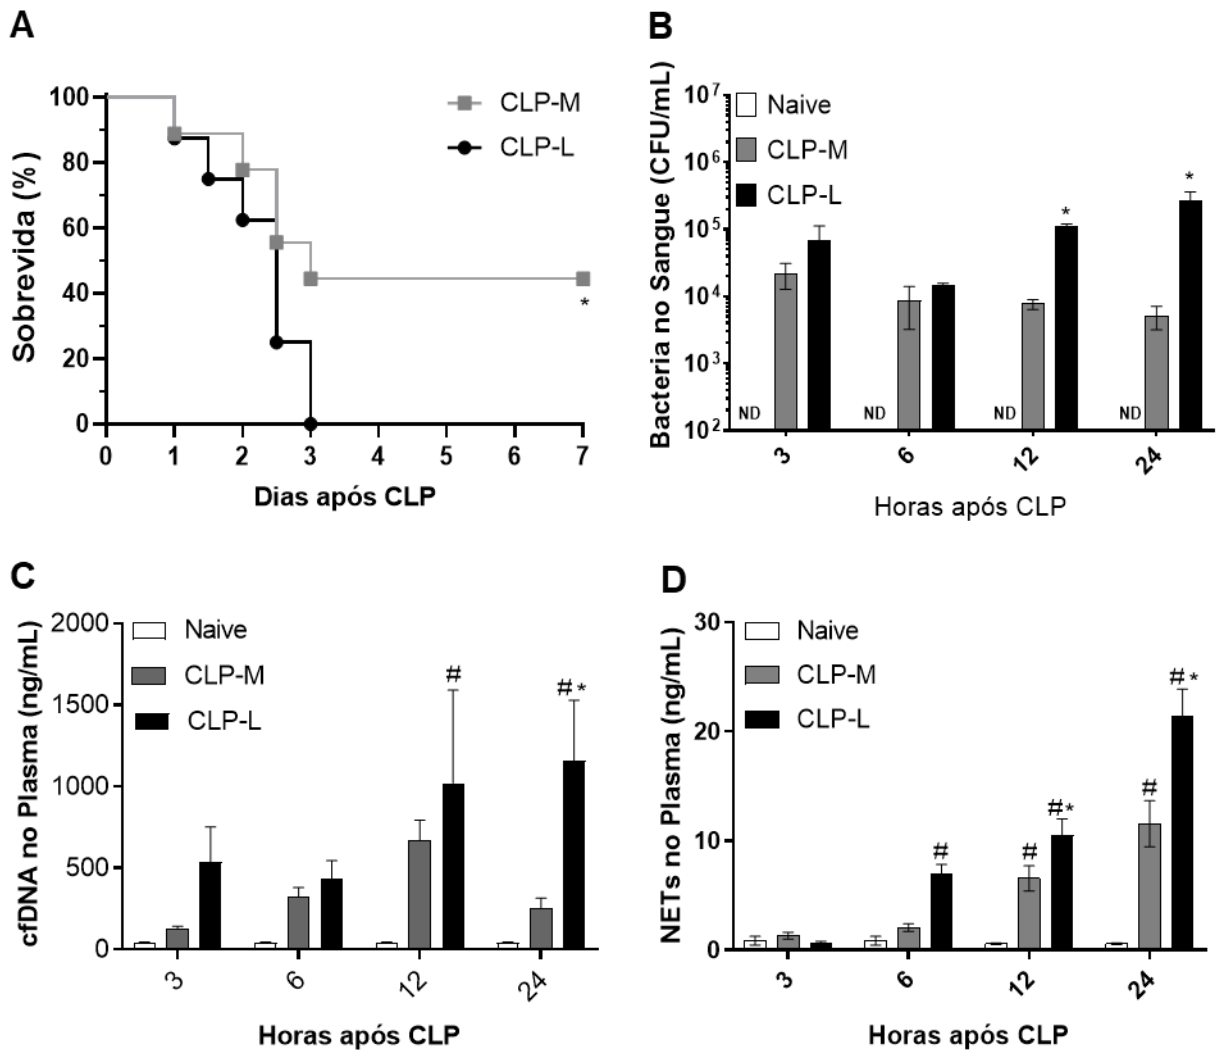 A
Sobrevida (%)
100
80
60
40
20
0
CLP-M
CLP-L
*
0 1 2 3 4 5 6 7
Dias após CLP
B
Bacteria no Sangue (CFU/mL)
10⁷
10⁶
10⁵
10⁴
10³
10²
Naive
CLP-M
CLP-L
* *
ND ND ND ND
3 6 12 24
Horas após CLP
C
cfDNA no Plasma (ng/mL)
2000
1500
1000
500
0
Naive
CLP-M
CLP-L
# #*
3 6 12 24
Horas após CLP
D
NETs no Plasma (ng/mL)
30
20
10
0
Naive
CLP-M
CLP-L
# # #* # #*
3 6 12 24
Horas após CLP